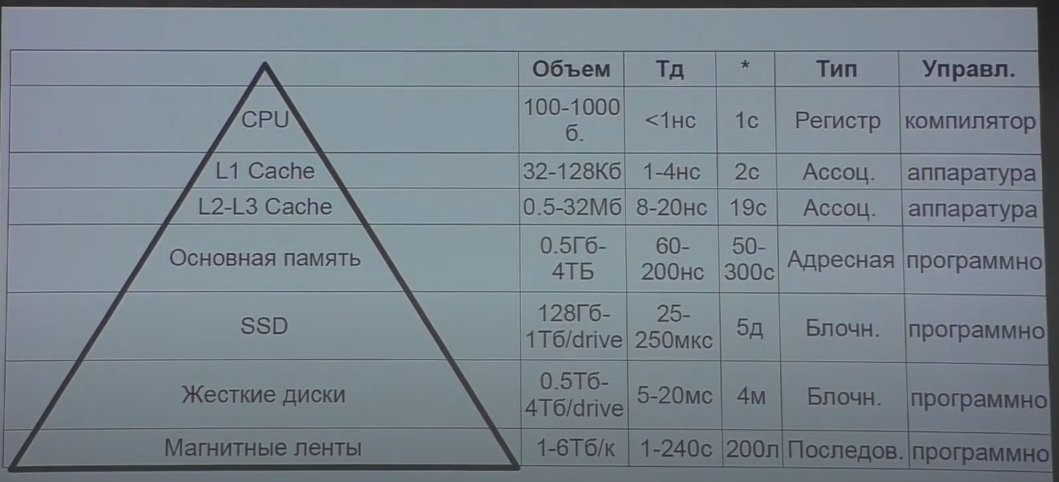 Объем Тд * Тип Управл.
CPU 100-1000 б. <1нс 1с Регистр компилятор
L1 Cache 32-128Кб 1-4нс 2с Ассоц. аппаратура
L2-L3 Cache 0.5-32Мб 8-20нс 19с Ассоц. аппаратура
Основная память 0.5Гб-4ТБ 60-200нс 50-300с Адресная программно
SSD 128Гб-1Тб/drive 25-250мкс 5д Блочн. программно
Жесткие диски 0.5Тб-4Тб/drive 5-20мс 4м Блочн. программно
Магнитные ленты 1-6Тб/к 1-240с 200л Последов. программно